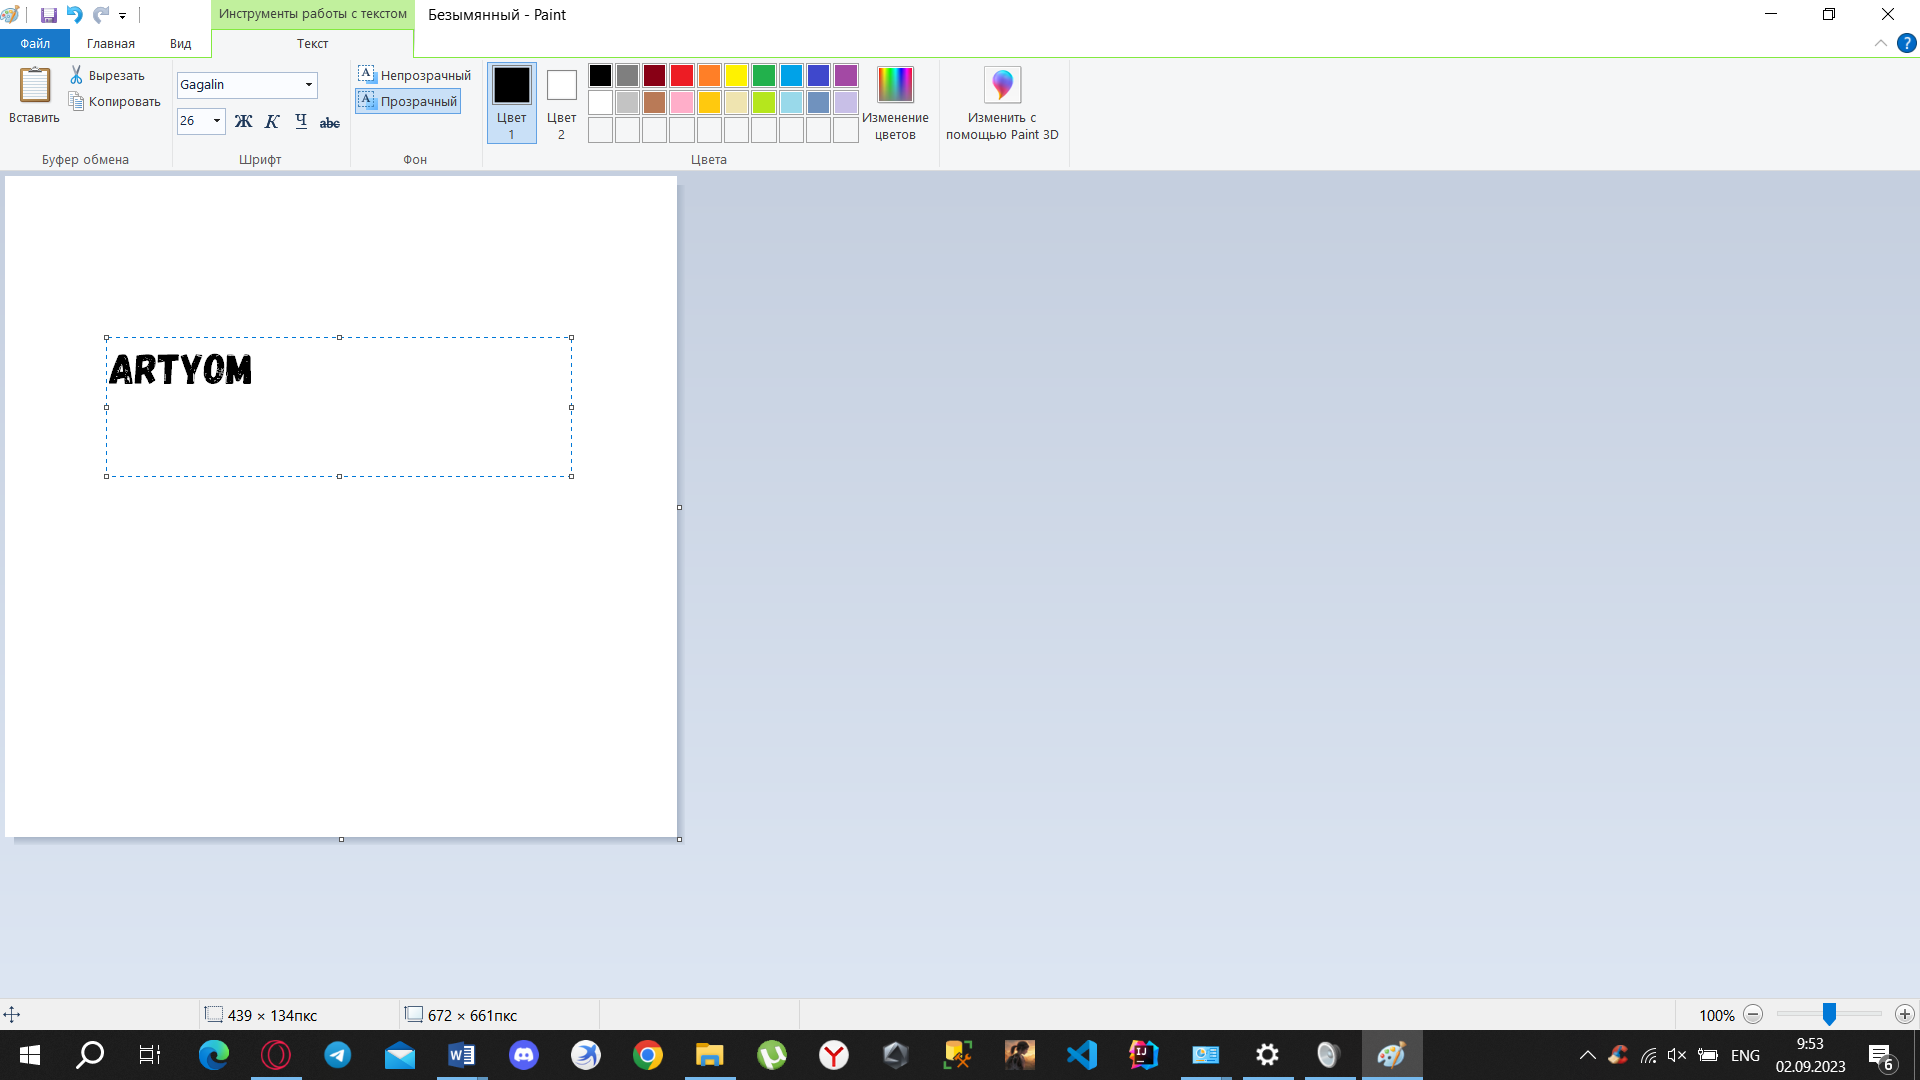 Инструменты работы с текстом
Безымянный - Paint
Файл
Главная
Вид
Текст
?
Вставить
Вырезать
Копировать
Буфер обмена
Gagalin
26
Ж К Ч abc
Шрифт
Непрозрачный
Прозрачный
Фон
Цвет
1
Цвет
2
Изменение
цветов
Цвета
Изменить с
помощью Paint 3D
ARTYOM
439 × 134пкс
672 × 661пкс
100%
ENG
9:53
02.09.2023
6